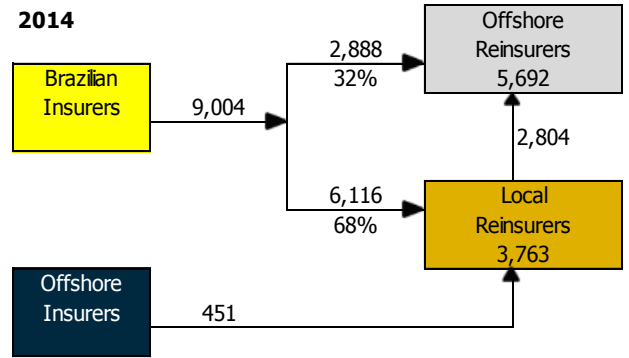 2014
Brazilian
Insurers
9,004
2,888
32%
Offshore
Reinsurers
5,692
2,804
6,116
68%
Local
Reinsurers
3,763
Offshore
Insurers
451